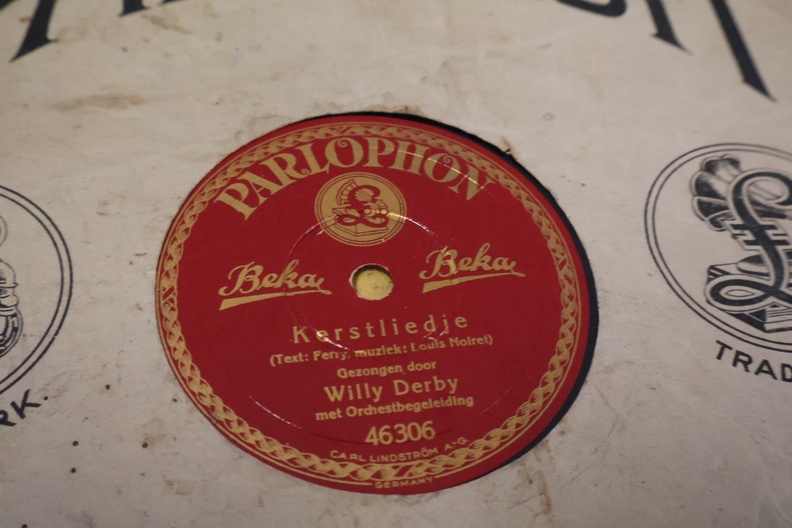 PARLOPHON
£
Beka Beka
Kerstliedje
(Text: Ferry, muziek: Louis Noiret)
Gezongen door
Willy Derby
met Orchestbegeleiding
46306
CARL LINDSTRÖM A-G.
GERMANY
£
TRAD
RK.